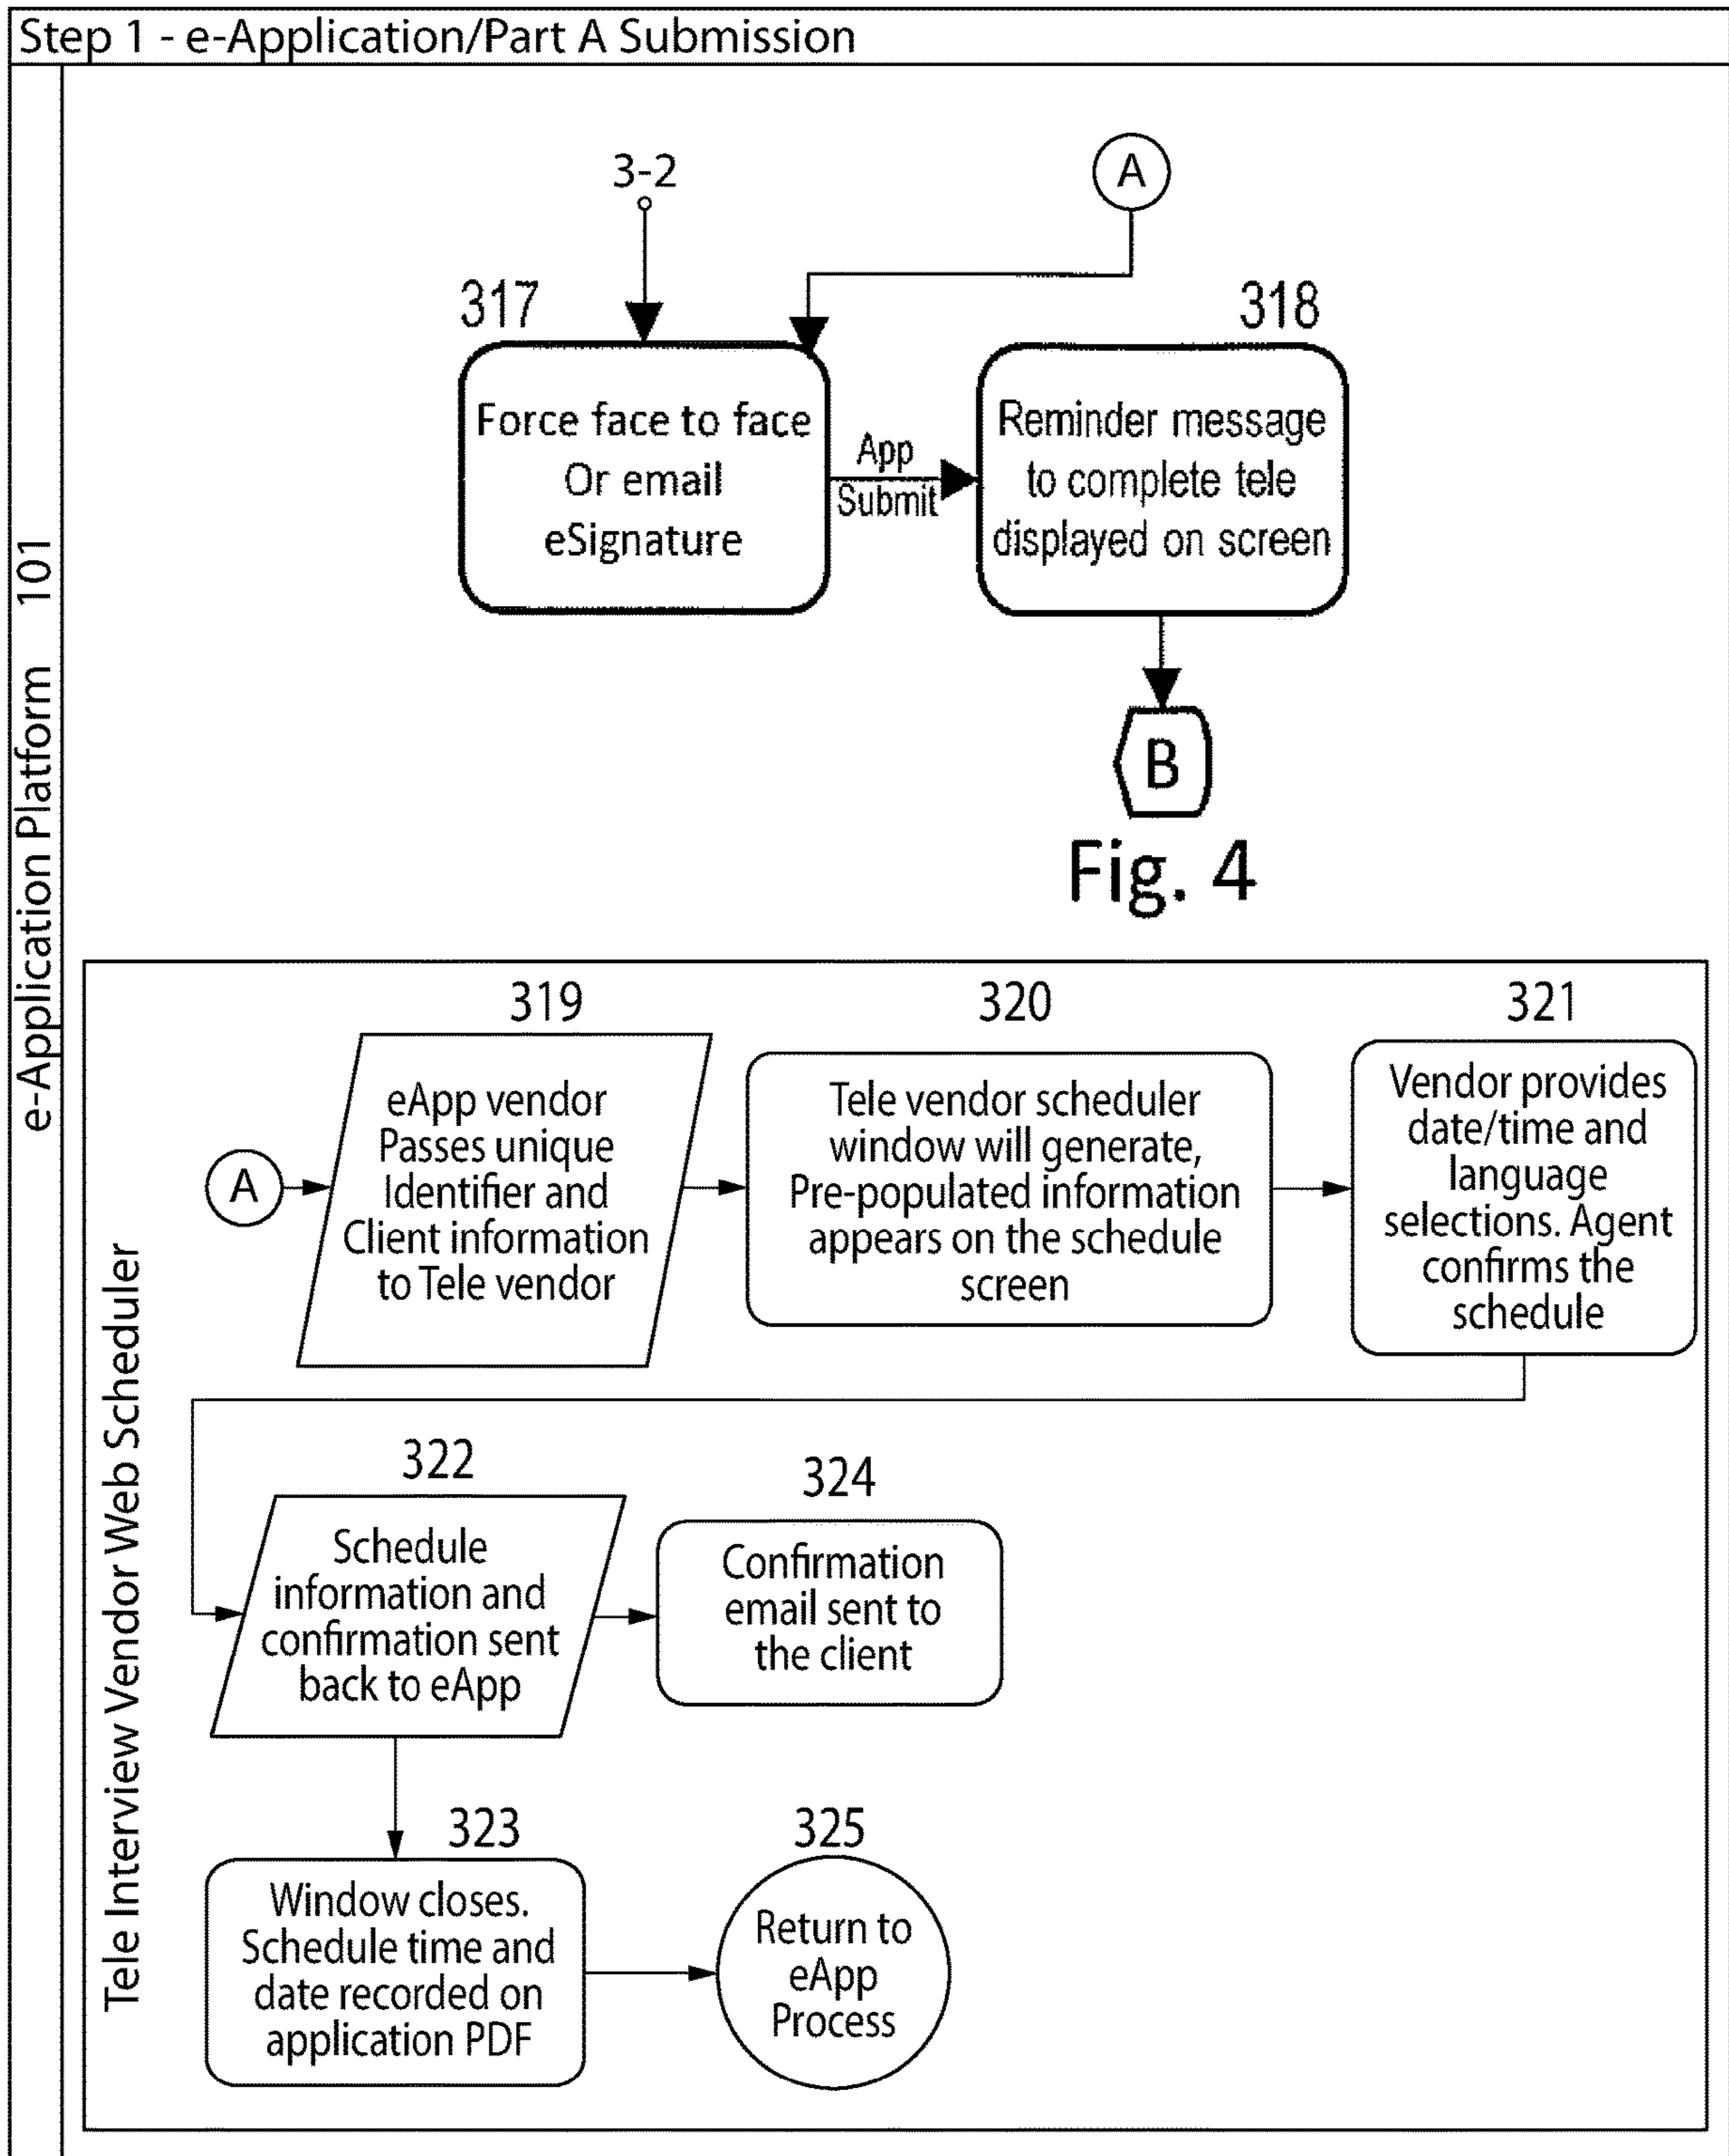 Step 1 - e-Application/Part A Submission
e-Application Platform 101
3-2
A
317
318
Force face to face
Or email
eSignature
App
Submit
Reminder message
to complete tele
displayed on screen
B
Fig. 4
Tele Interview Vendor Web Scheduler
319
320
321
A
eApp vendor
Passes unique
Identifier and
Client information
to Tele vendor
Tele vendor scheduler
window will generate,
Pre-populated information
appears on the schedule
screen
Vendor provides
date/time and
language
selections. Agent
confirms the
schedule
322
324
Schedule
information and
confirmation sent
back to eApp
Confirmation
email sent to
the client
323
325
Window closes.
Schedule time and
date recorded on
application PDF
Return to
eApp
Process